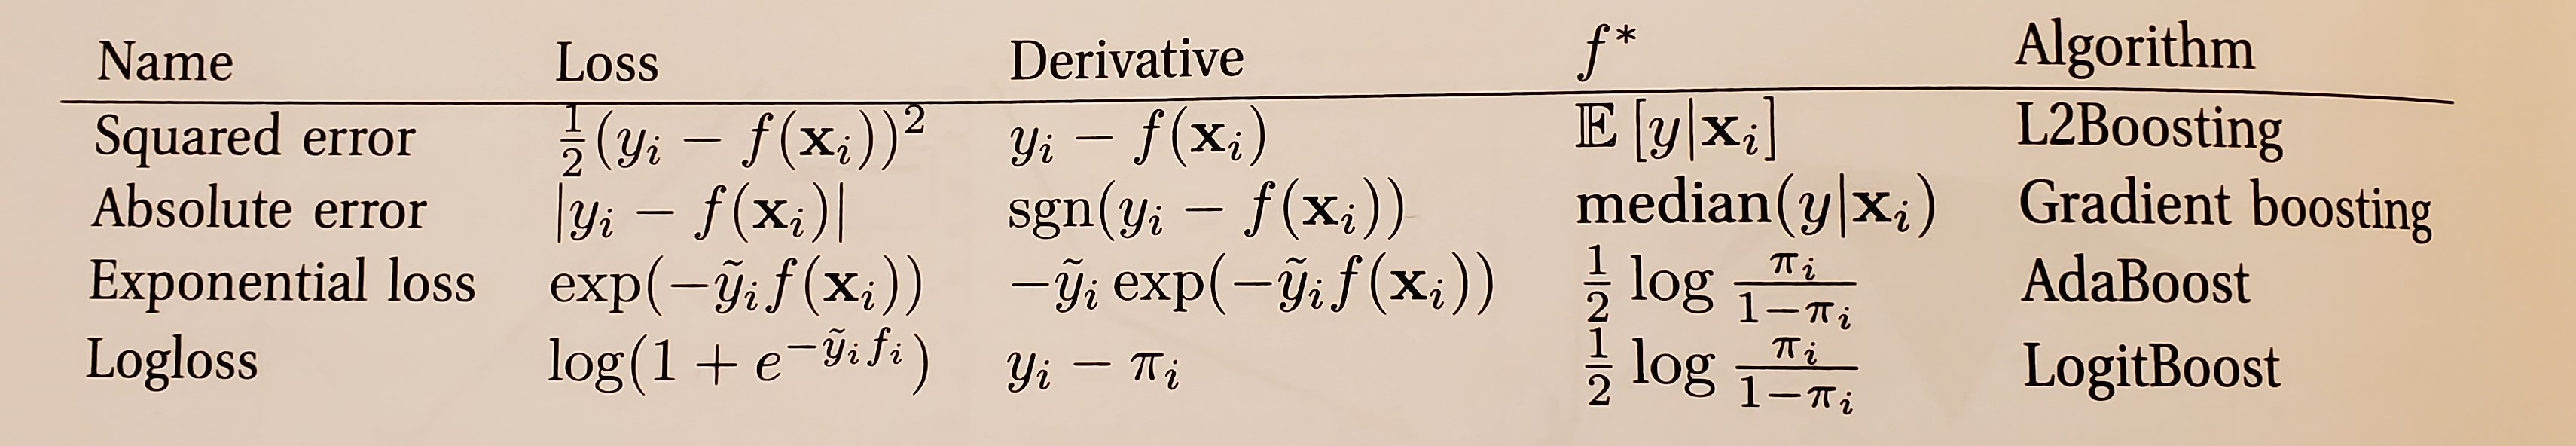 Name Loss Derivative f* Algorithm
Squared error ½(yᵢ − f(𝐱ᵢ))² yᵢ − f(𝐱ᵢ) 𝔼[y|𝐱ᵢ] L2Boosting
Absolute error |yᵢ − f(𝐱ᵢ)| sgn(yᵢ − f(𝐱ᵢ)) median(y|𝐱ᵢ) Gradient boosting
Exponential loss exp(−ỹᵢf(𝐱ᵢ)) −ỹᵢ exp(−ỹᵢf(𝐱ᵢ)) ½ log πᵢ/(1−πᵢ) AdaBoost
Logloss log(1 + e^{−ỹᵢfᵢ}) yᵢ − πᵢ ½ log πᵢ/(1−πᵢ) LogitBoost